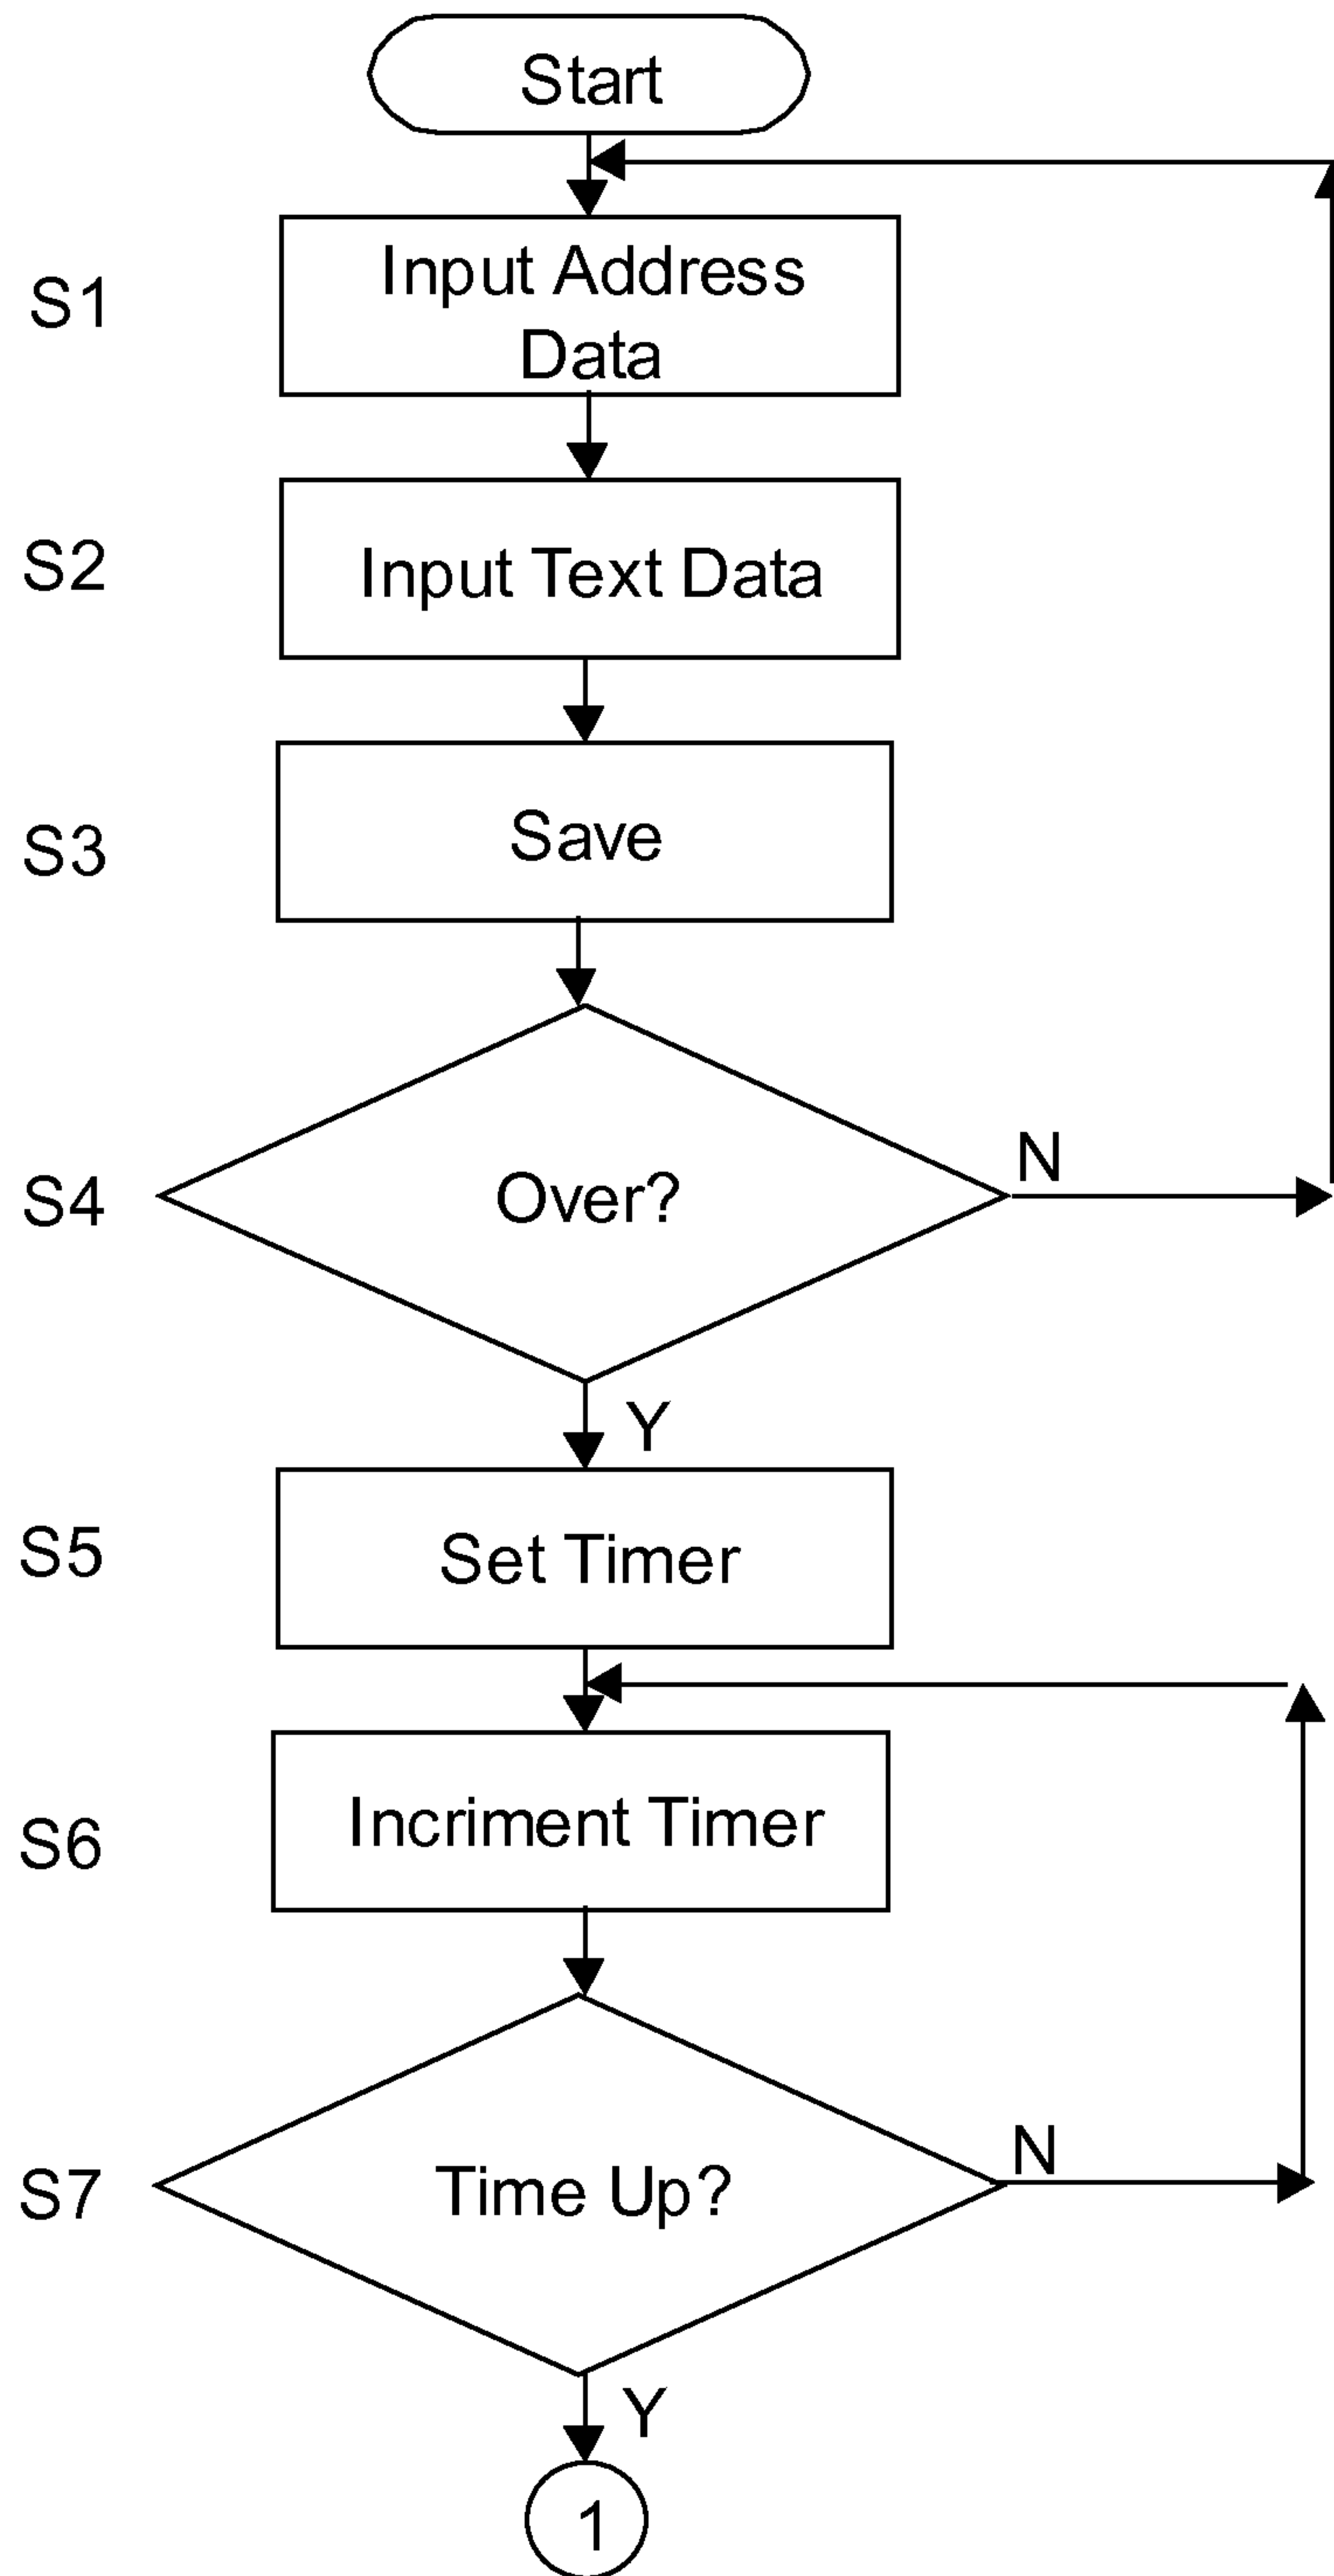 Start
S1
Input Address
Data
S2
Input Text Data
S3
Save
S4
Over?
N
Y
S5
Set Timer
S6
Incriment Timer
S7
Time Up?
N
Y
1